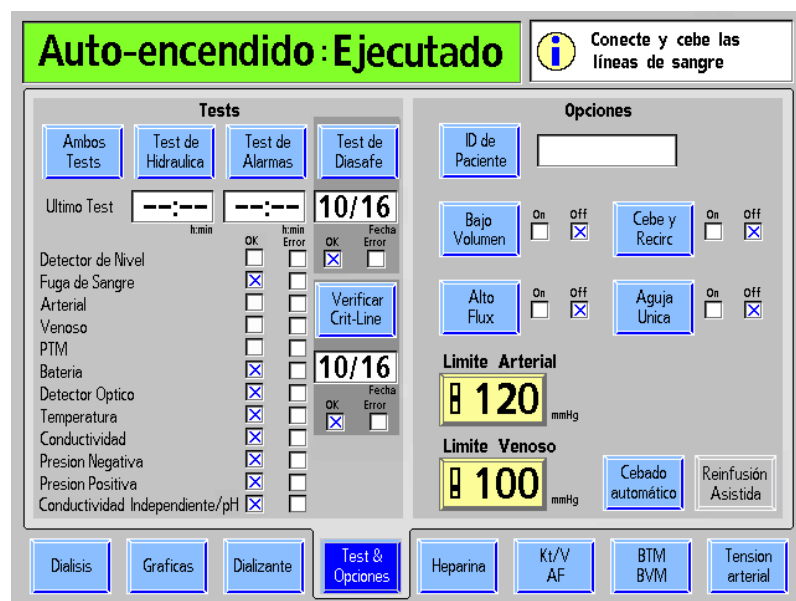 Auto-encendido:Ejecutado
Conecte y cebe las
líneas de sangre
Tests
Ambos
Tests
Test de
Hidraulica
Test de
Alarmas
Test de
Diasafe
Ultimo Test
--:--
--:--
10/16
h:min
h:min
Fecha
OK
Error
OK
Error
Detector de Nivel
Fuga de Sangre
Arterial
Venoso
PTM
Bateria
Detector Optico
Temperatura
Conductividad
Presion Negativa
Presion Positiva
Conductividad Independiente/pH
Verificar
Crit-Line
10/16
Fecha
OK
Error
Opciones
ID de
Paciente
Bajo
Volumen
On
Off
Cebe y
Recirc
On
Off
Alto
Flux
On
Off
Aguja
Unica
On
Off
Limite Arterial
120 mmHg
Limite Venoso
100 mmHg
Cebado
automático
Reinfusión
Asistida
Dialisis
Graficas
Dializante
Test &
Opciones
Heparina
Kt/V
AF
BTM
BVM
Tension
arterial